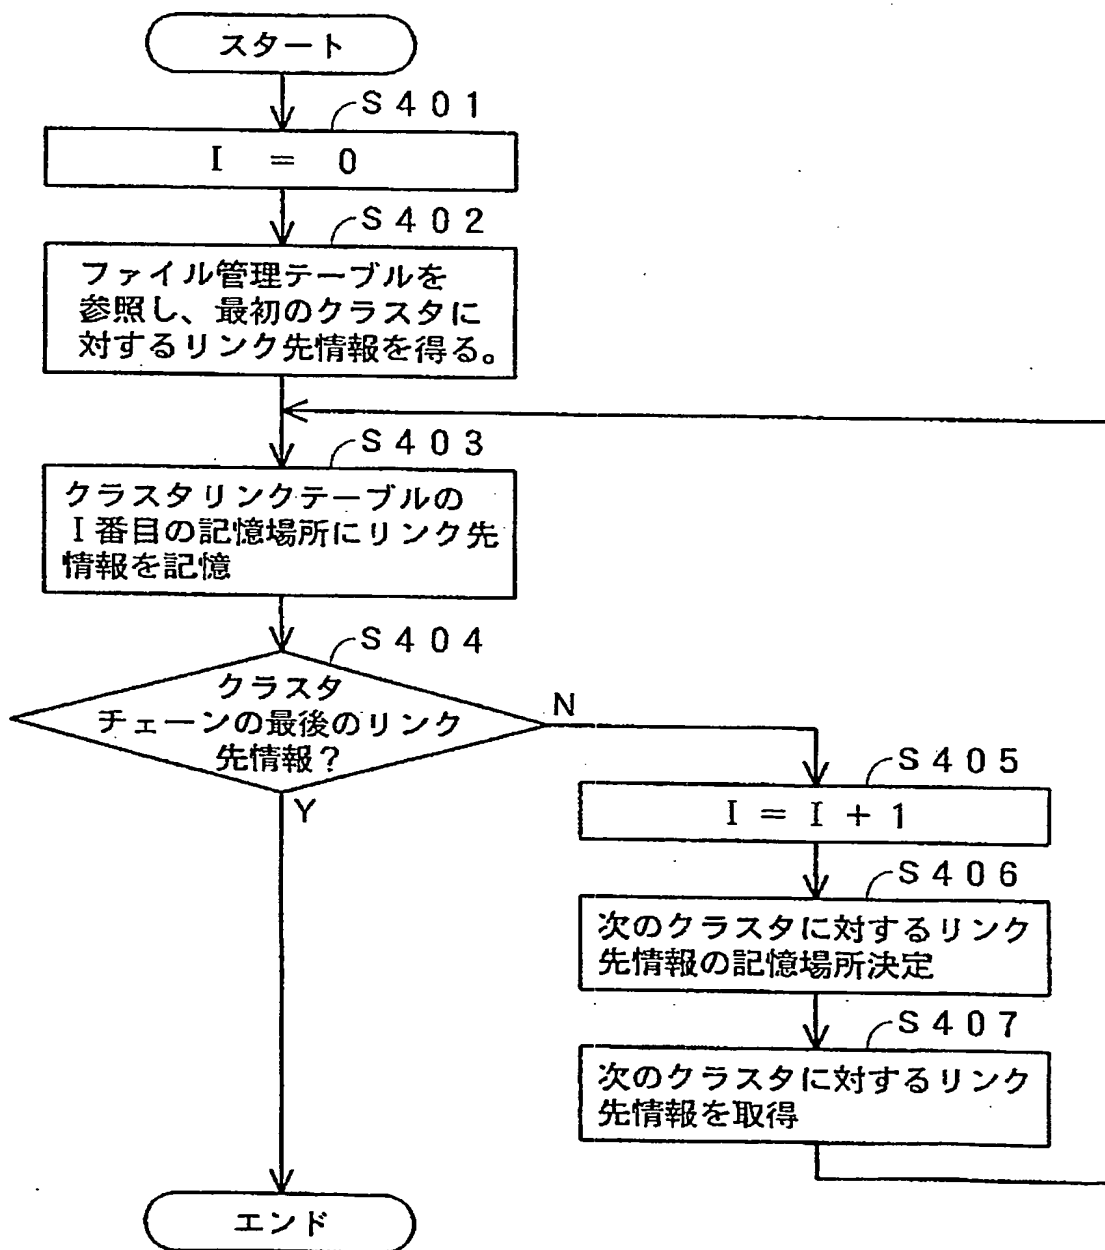 スタート
S401
I = 0
S402
ファイル管理テーブルを
参照し、最初のクラスタに
対するリンク先情報を得る。
S403
クラスタリンクテーブルの
I番目の記憶場所にリンク先
情報を記憶
S404
クラスタ
チェーンの最後のリンク
先情報？
N
Y
S405
I = I + 1
S406
次のクラスタに対するリンク
先情報の記憶場所決定
S407
次のクラスタに対するリンク
先情報を取得
エンド